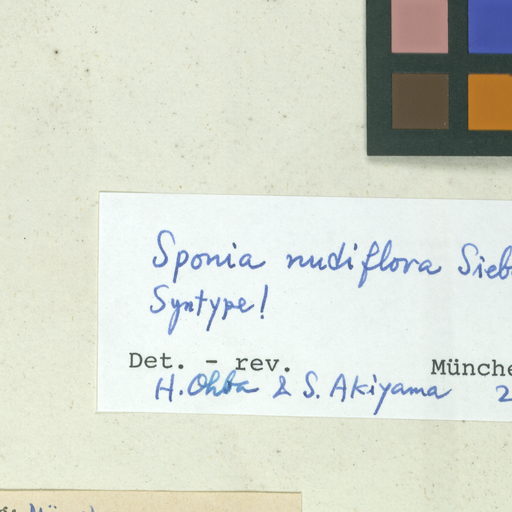 Sponia nudiflora Sieb
Syntype!
Det. - rev. Münche
H. Ohba & S. Akiyama 2